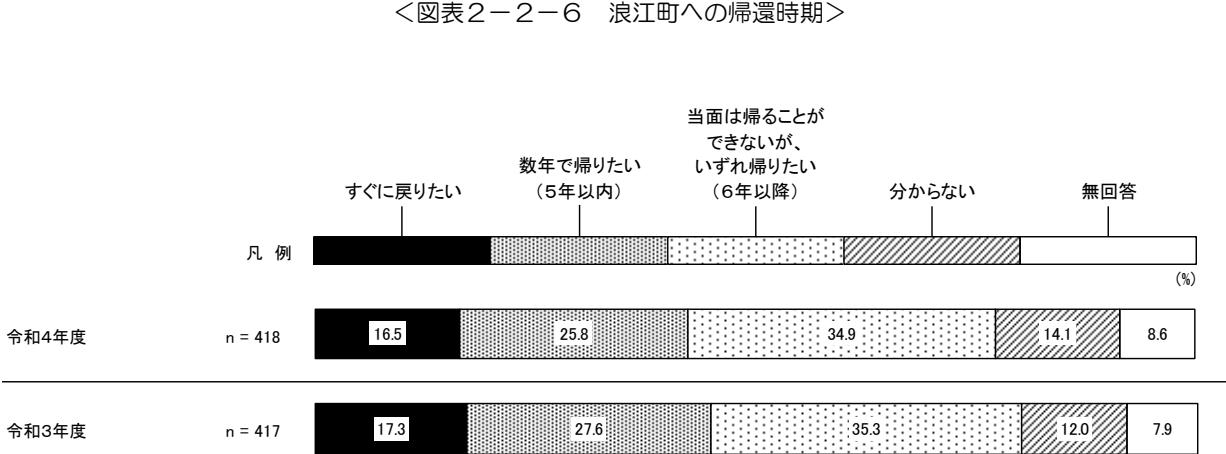 ＜図表２－２－６　浪江町への帰還時期＞
すぐに戻りたい
数年で帰りたい
（５年以内）
当面は帰ることが
できないが、
いずれ帰りたい
（６年以降）
分からない
無回答
凡 例
(%)
令和４年度 n = 418 16.5 25.8 34.9 14.1 8.6
令和３年度 n = 417 17.3 27.6 35.3 12.0 7.9